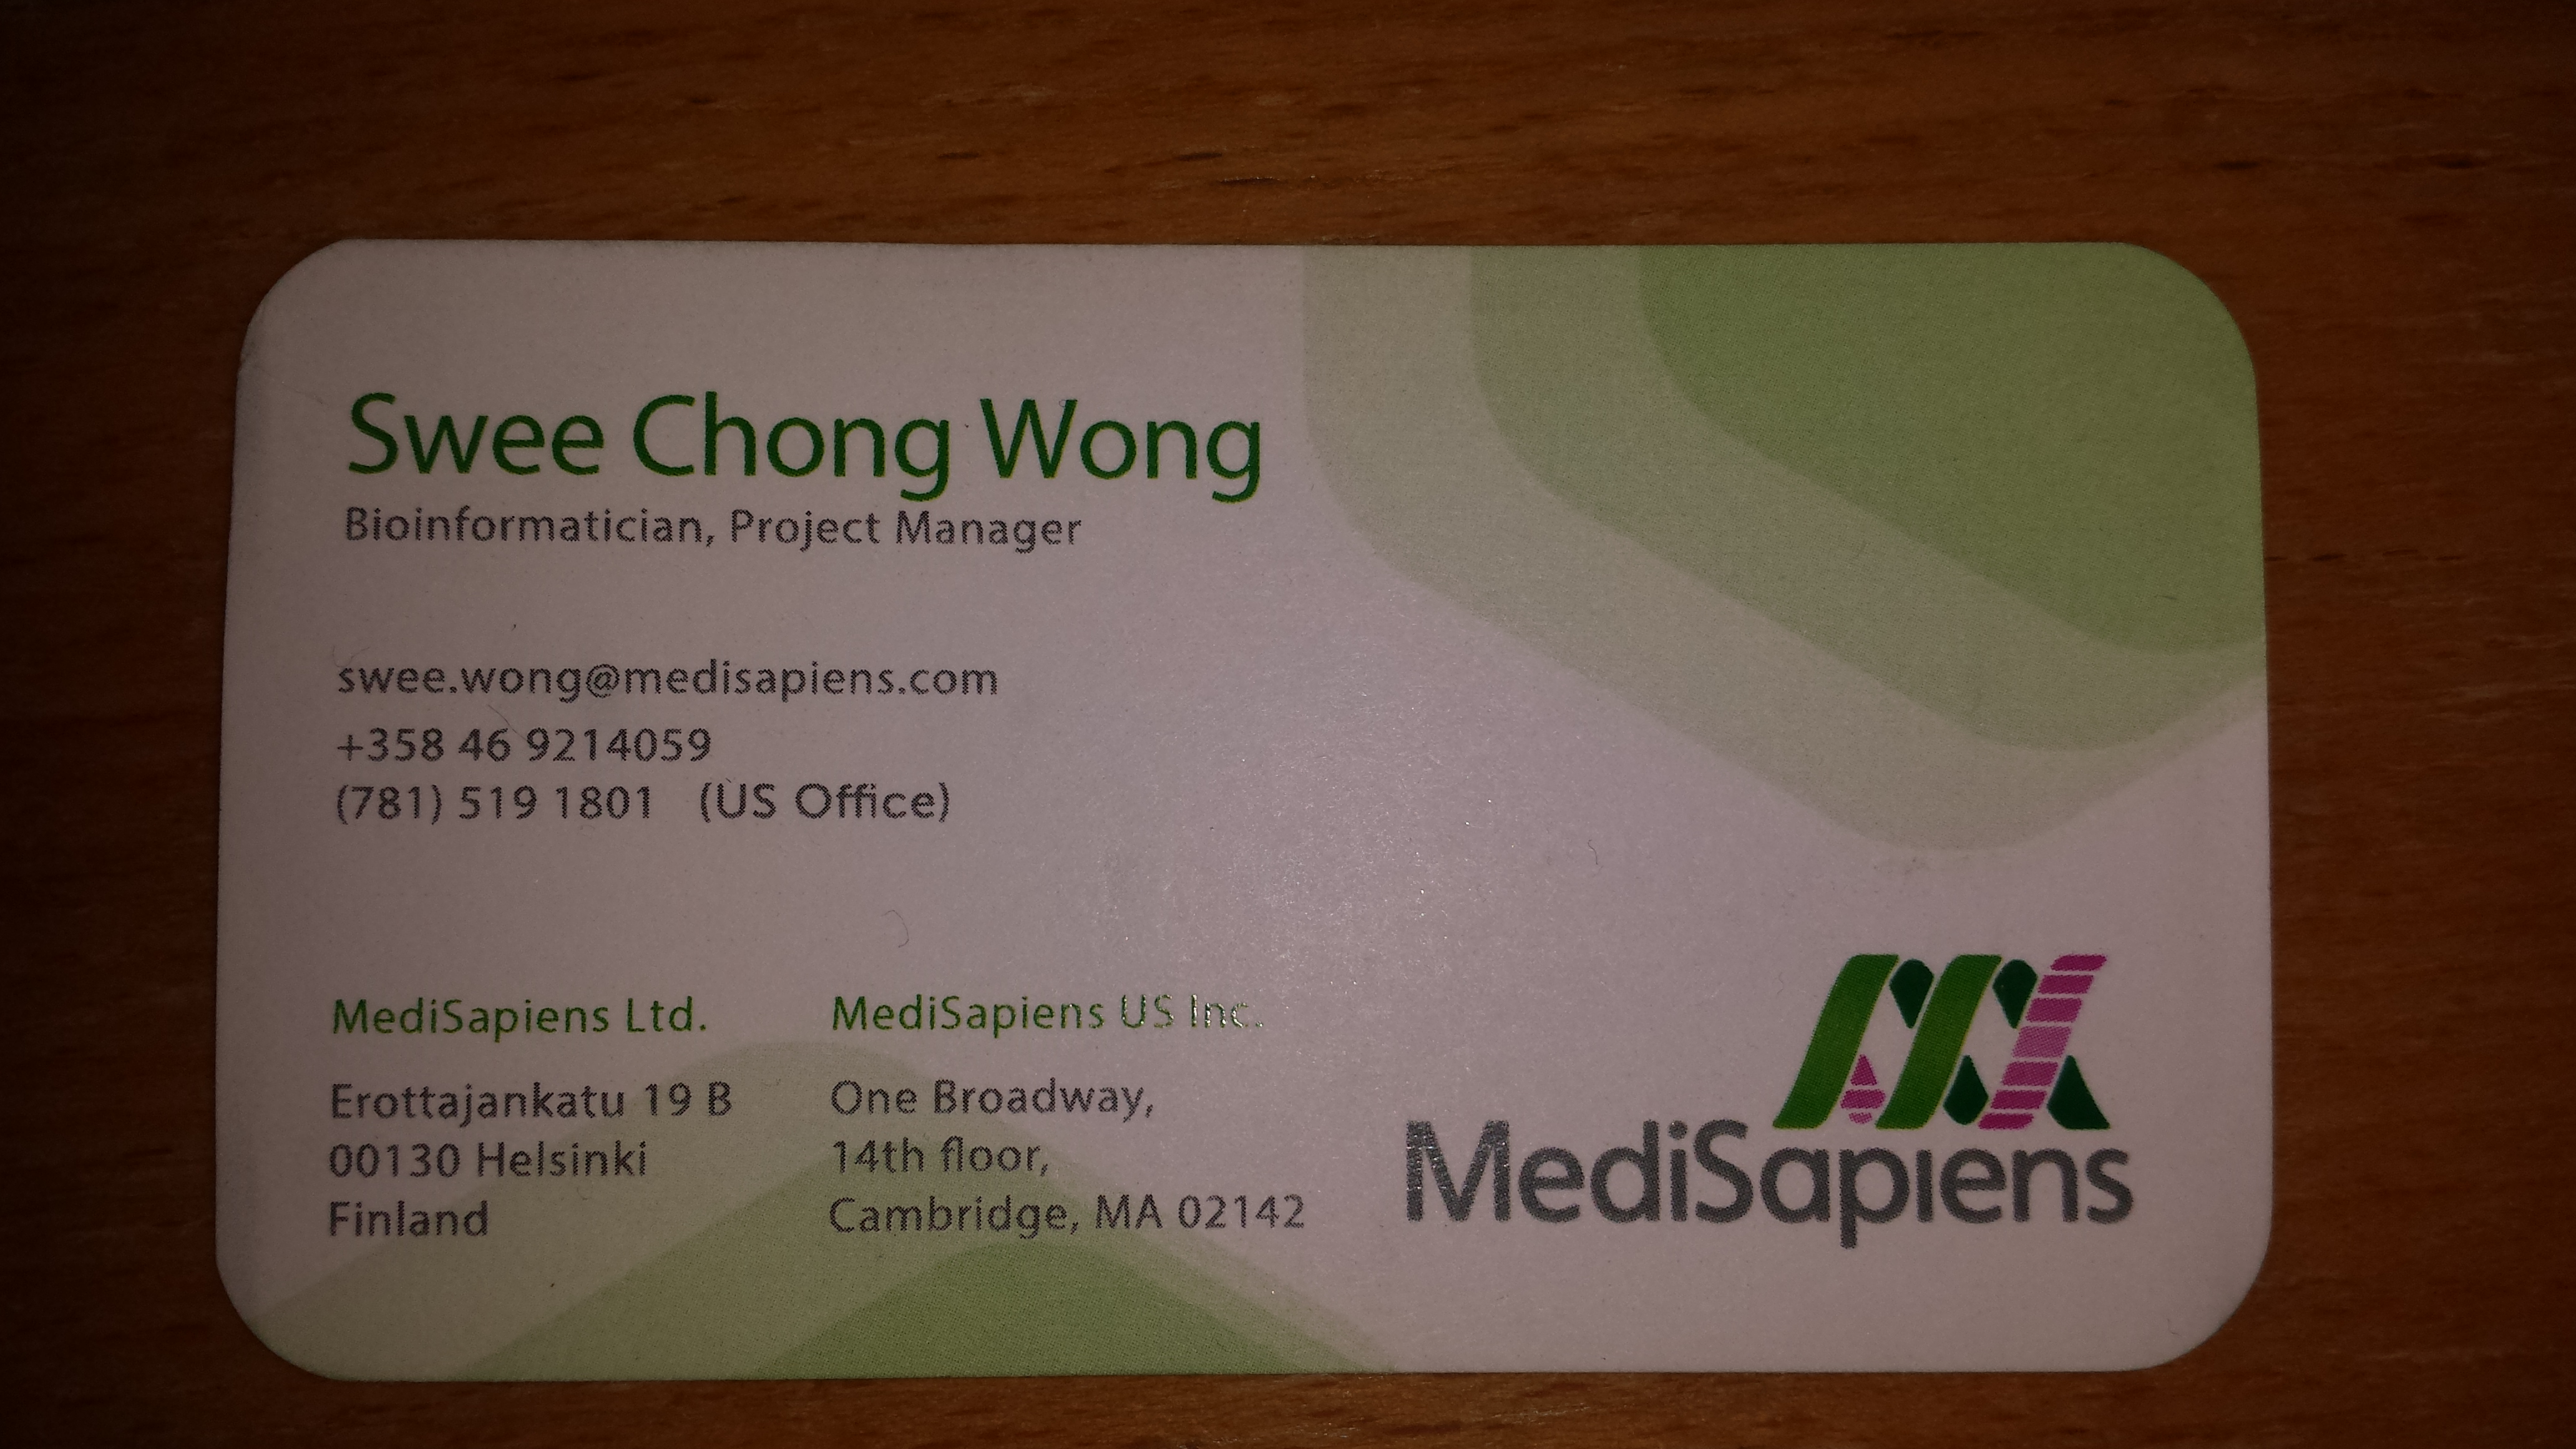 Swee Chong Wong
Bioinformatician, Project Manager
swee.wong@medisapiens.com
+358 46 9214059
(781) 519 1801 (US Office)
MediSapiens Ltd.
Erottajankatu 19 B
00130 Helsinki
Finland
MediSapiens US Inc.
One Broadway,
14th floor,
Cambridge, MA 02142
MediSapiens